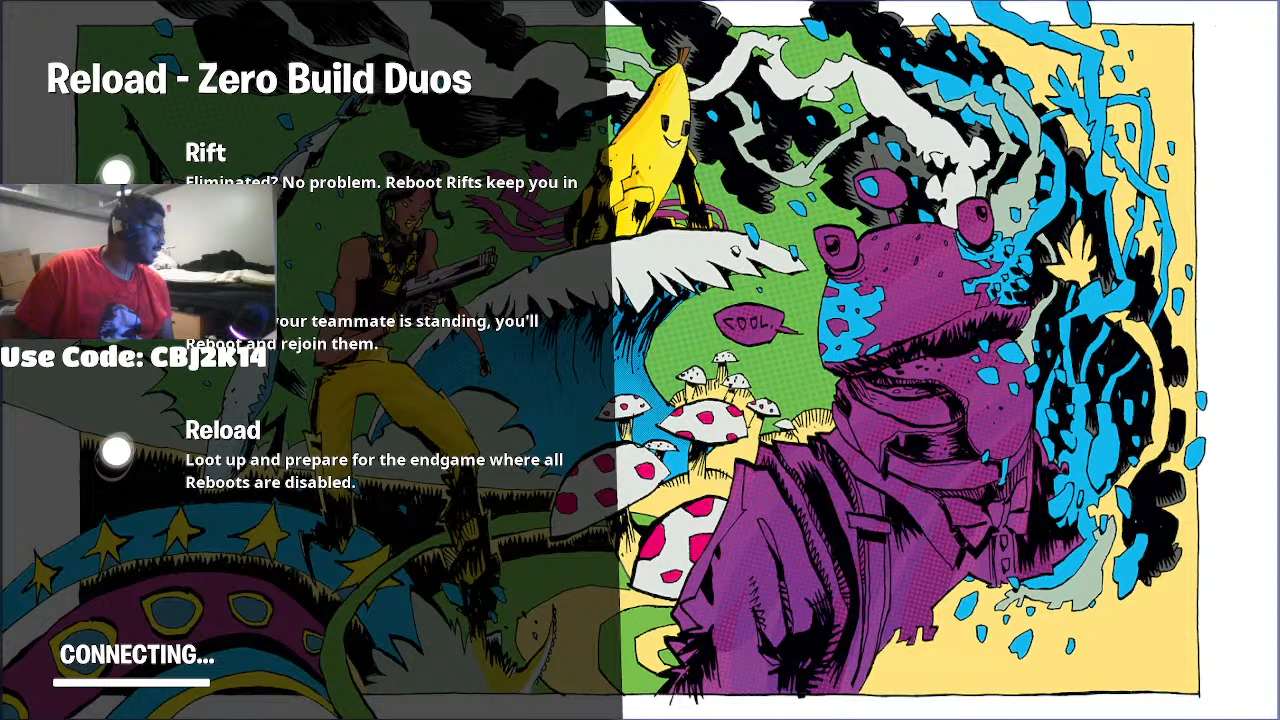 Reload - Zero Build Duos
Rift
Eliminated? No problem. Reboot Rifts keep you in
your teammate is standing, you'll
Reboot and rejoin them.
Use Code: CBJ2K14
COOL.
Reload
Loot up and prepare for the endgame where all
Reboots are disabled.
CONNECTING...